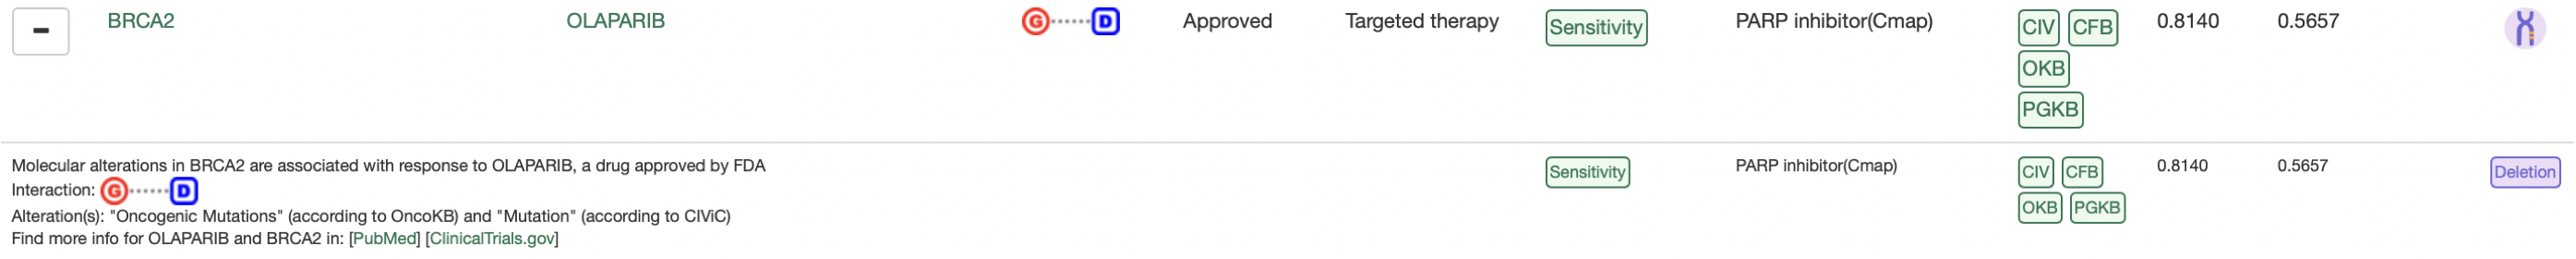 − BRCA2 OLAPARIB G D Approved Targeted therapy Sensitivity PARP inhibitor(Cmap) CIV CFB 0.8140 0.5657
OKB
PGKB
Molecular alterations in BRCA2 are associated with response to OLAPARIB, a drug approved by FDA Sensitivity PARP inhibitor(Cmap) CIV CFB 0.8140 0.5657 Deletion
Interaction: G D
OKB PGKB
Alteration(s): "Oncogenic Mutations" (according to OncoKB) and "Mutation" (according to CIViC)
Find more info for OLAPARIB and BRCA2 in: [PubMed] [ClinicalTrials.gov]